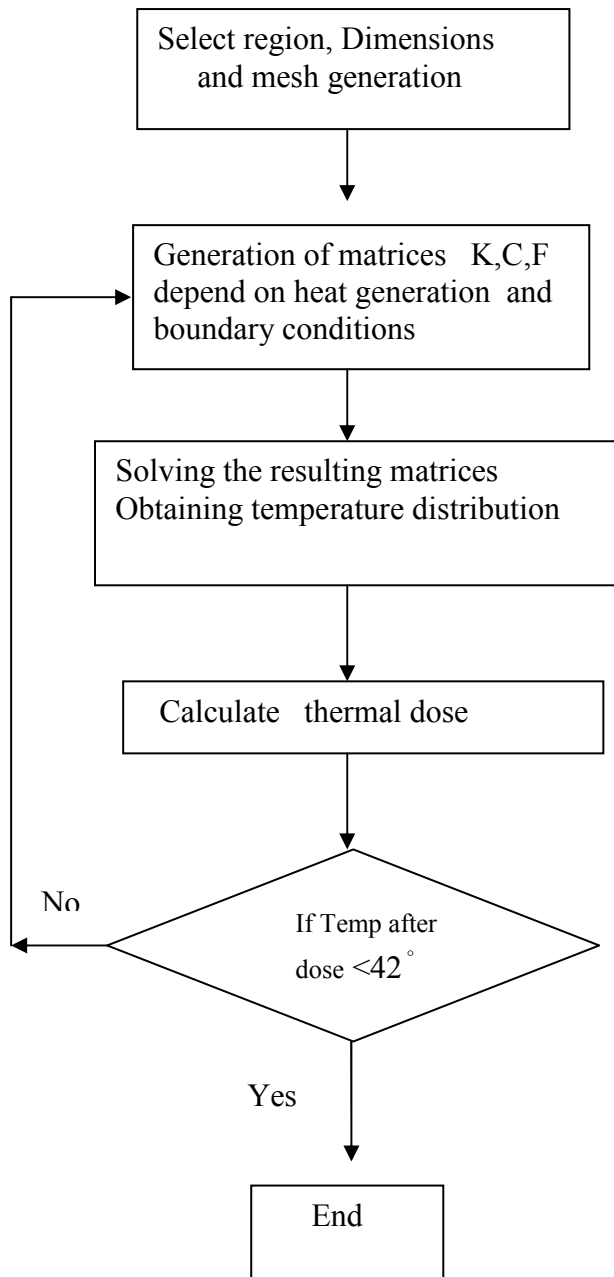 Select region, Dimensions
and mesh generation
Generation of matrices K,C,F
depend on heat generation and
boundary conditions
Solving the resulting matrices
Obtaining temperature distribution
Calculate thermal dose
No
If Temp after
dose <42°
Yes
End